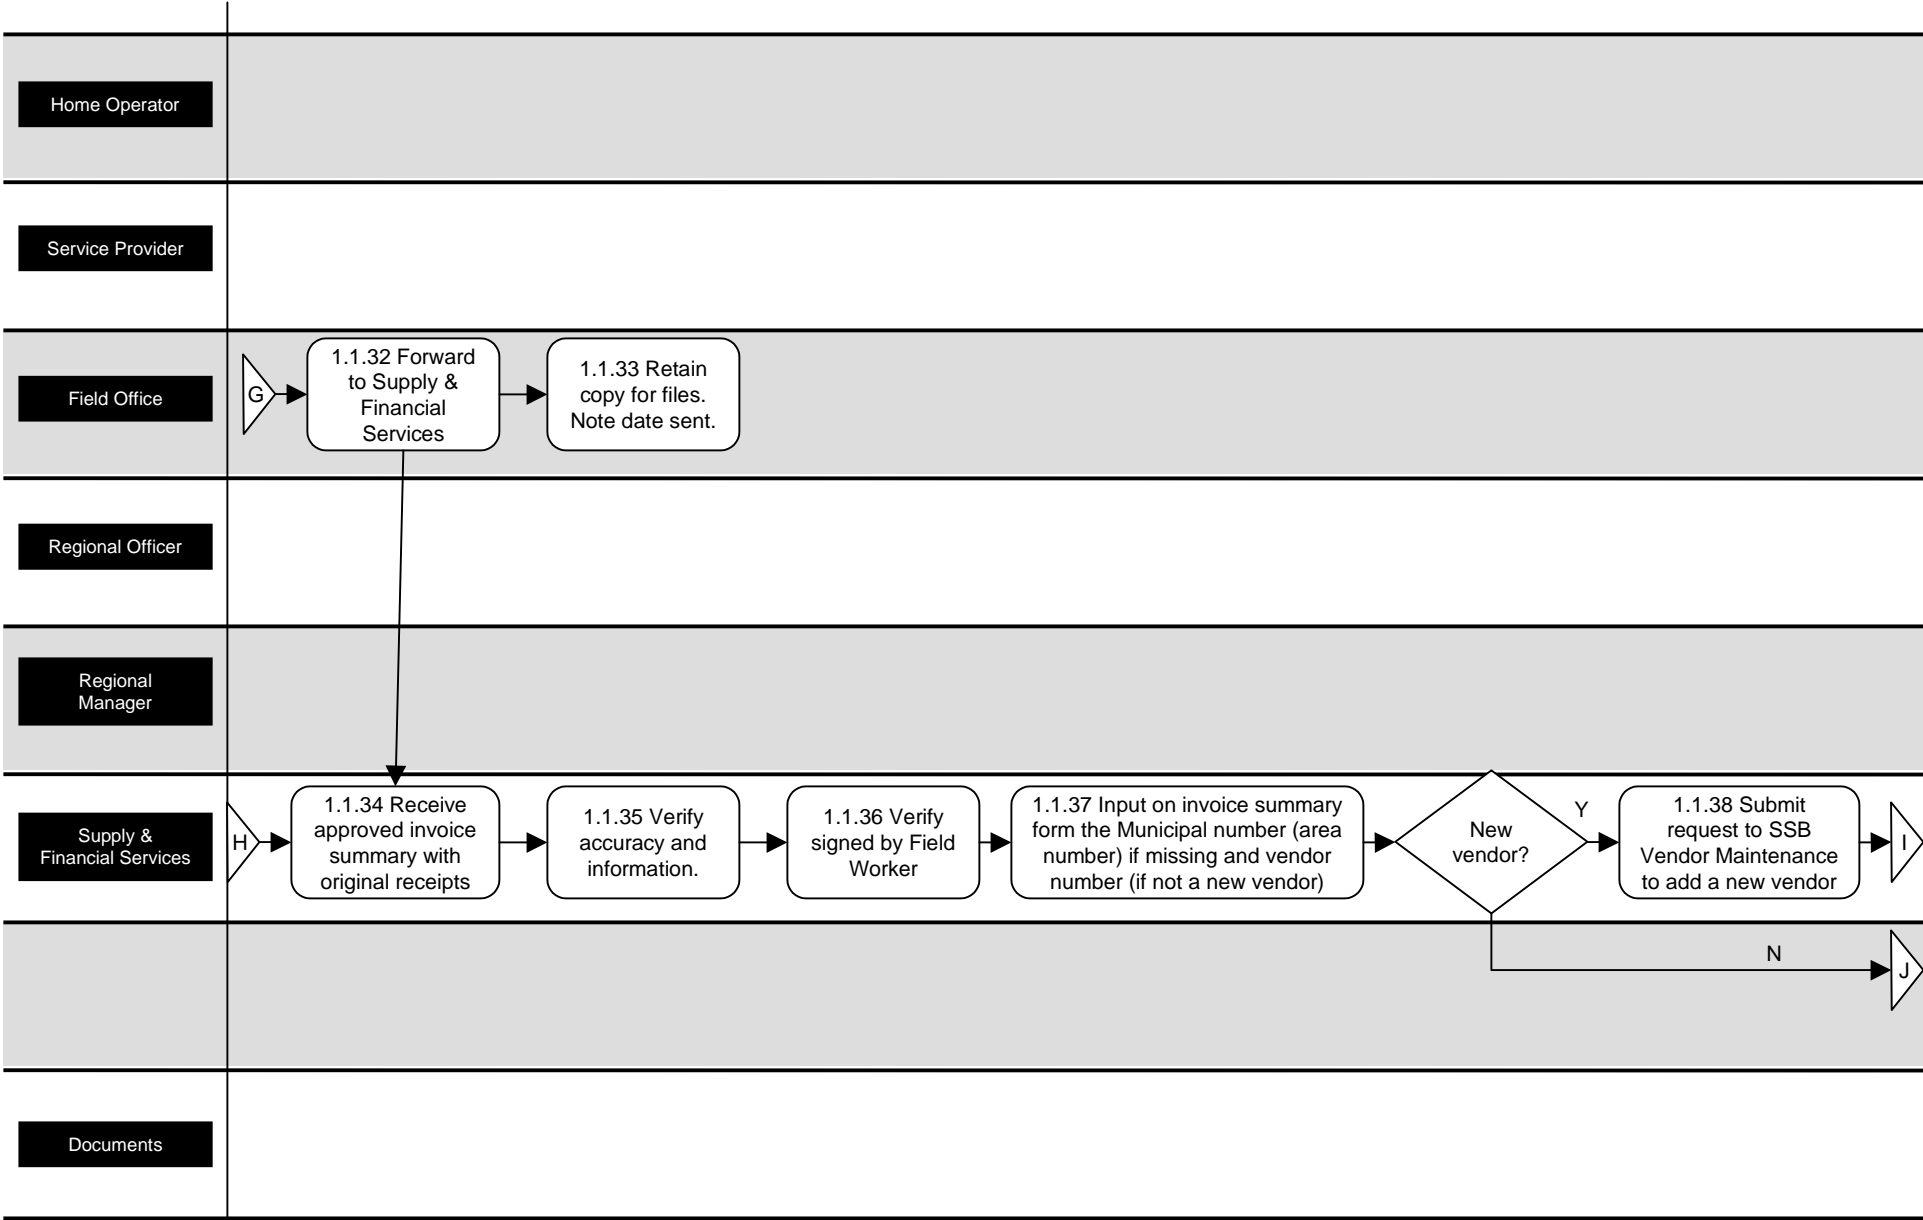 Home Operator
Service Provider
Field Office
G
1.1.32 Forward
to Supply &
Financial
Services
1.1.33 Retain
copy for files.
Note date sent.
Regional Officer
Regional
Manager
Supply &
Financial Services
H
1.1.34 Receive
approved invoice
summary with
original receipts
1.1.35 Verify
accuracy and
information.
1.1.36 Verify
signed by Field
Worker
1.1.37 Input on invoice summary
form the Municipal number (area
number) if missing and vendor
number (if not a new vendor)
New
vendor?
Y
1.1.38 Submit
request to SSB
Vendor Maintenance
to add a new vendor
I
N
J
Documents